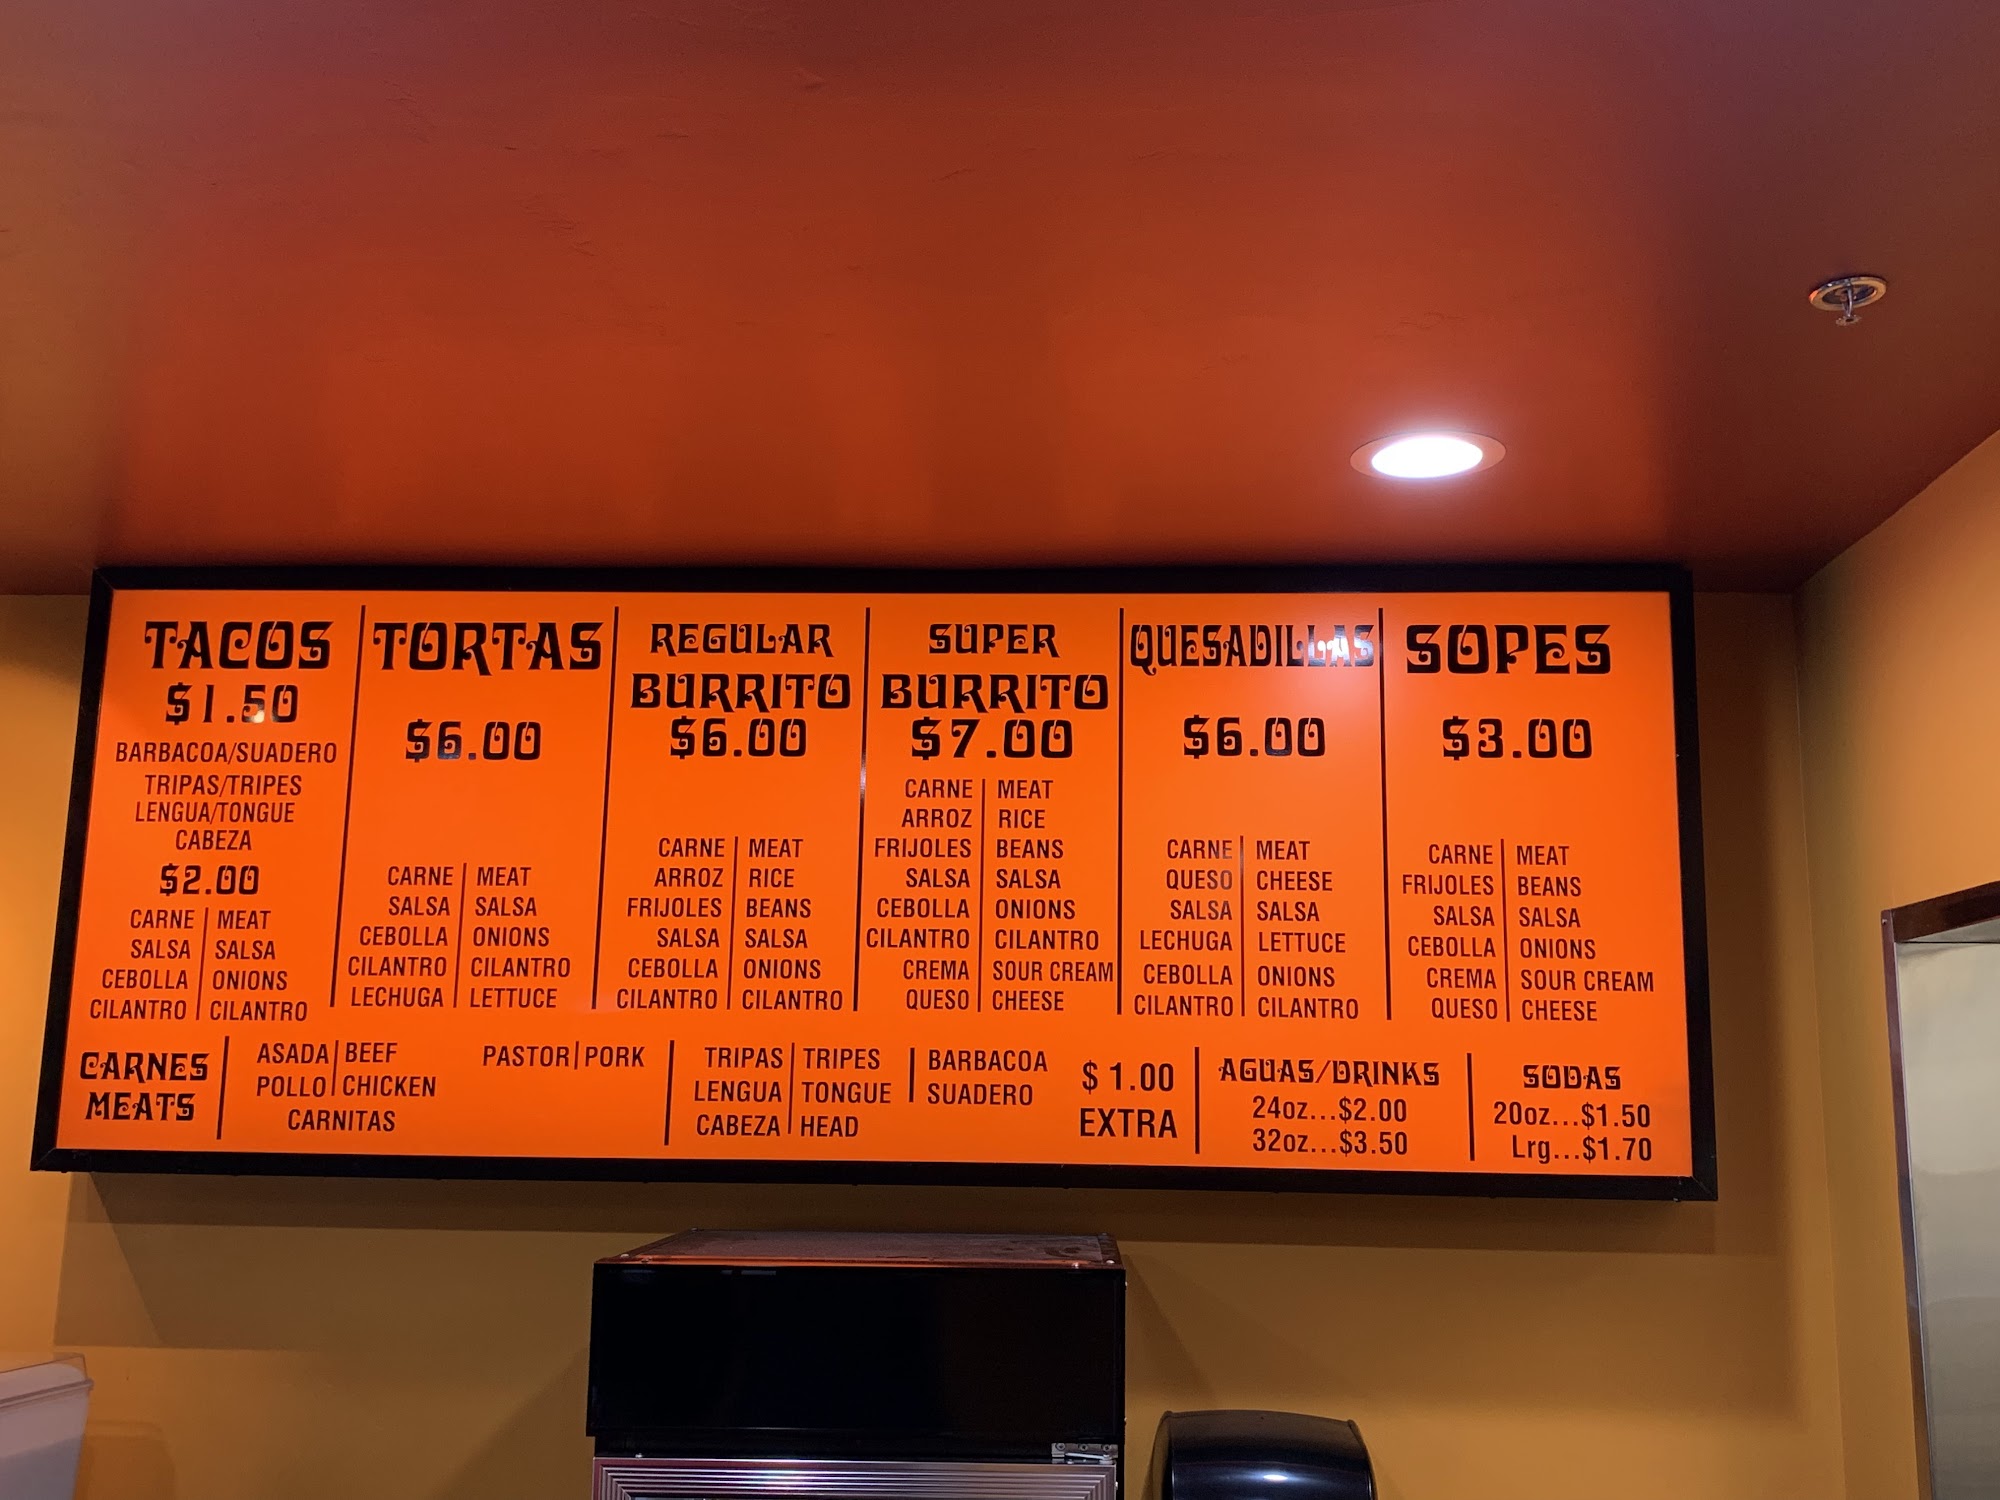 TACOS
$1.50
BARBACOA/SUADERO
TRIPAS/TRIPES
LENGUA/TONGUE
CABEZA
$2.00
CARNE MEAT
SALSA SALSA
CEBOLLA ONIONS
CILANTRO CILANTRO
TORTAS
$6.00
CARNE MEAT
SALSA SALSA
CEBOLLA ONIONS
CILANTRO CILANTRO
LECHUGA LETTUCE
REGULAR
BURRITO
$6.00
CARNE MEAT
ARROZ RICE
FRIJOLES BEANS
SALSA SALSA
CEBOLLA ONIONS
CILANTRO CILANTRO
SUPER
BURRITO
$7.00
CARNE MEAT
ARROZ RICE
FRIJOLES BEANS
SALSA SALSA
CEBOLLA ONIONS
CILANTRO CILANTRO
CREMA SOUR CREAM
QUESO CHEESE
QUESADILLAS
$6.00
CARNE MEAT
QUESO CHEESE
SALSA SALSA
LECHUGA LETTUCE
CEBOLLA ONIONS
CILANTRO CILANTRO
SOPES
$3.00
CARNE MEAT
FRIJOLES BEANS
SALSA SALSA
CEBOLLA ONIONS
CREMA SOUR CREAM
QUESO CHEESE
CARNES
MEATS
ASADA BEEF
POLLO CHICKEN
CARNITAS
PASTOR PORK
TRIPAS TRIPES
LENGUA TONGUE
CABEZA HEAD
BARBACOA
SUADERO
$ 1.00
EXTRA
AGUAS/DRINKS
24oz...$2.00
32oz...$3.50
SODAS
20oz...$1.50
Lrg...$1.70